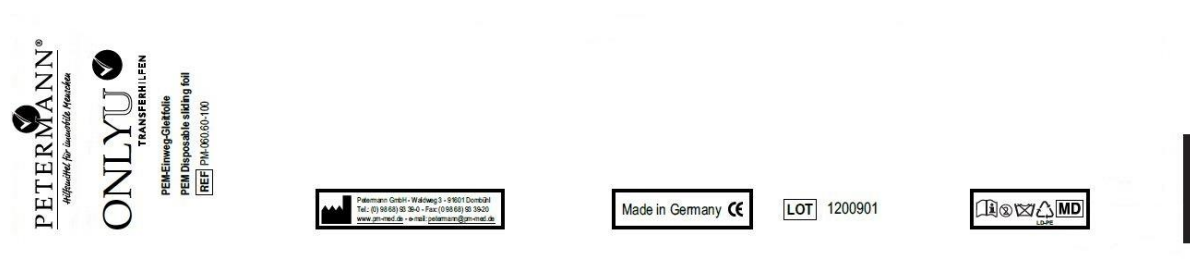 PETERMANN®
Hilfsmittel für immobile Menschen
ONLYU
TRANSFERHILFEN
PEM-Einweg-Gleitfolie
PEM Disposable sliding foil
REF PM-060.60-100
Petermann GmbH - Waldweg 3 - 91601 Dombühl
Tel.: (0) 98 68) 93 39-0 - Fax: (0 98 68) 93 39-20
www.pm-med.de - e-mail: petermann@pm-med.de
Made in Germany CE
LOT 1200901
2 MD
LD-PE